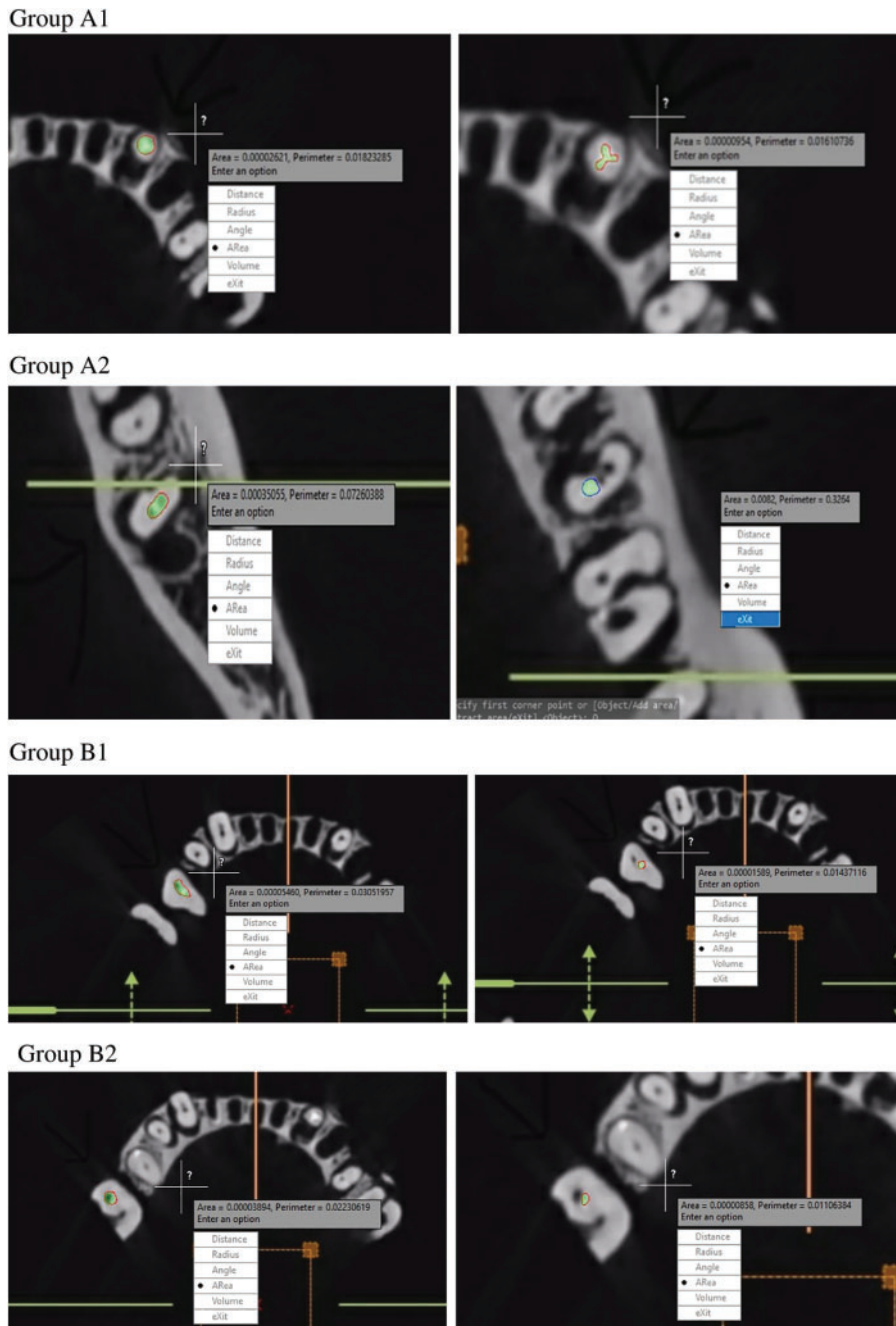 Group A1
?
Area = 0.00002621, Perimeter = 0.01823285
Enter an option
Distance
Radius
Angle
ARea
Volume
eXit
?
Area = 0.00000954, Perimeter = 0.01610736
Enter an option
Distance
Radius
Angle
ARea
Volume
eXit
Group A2
?
Area = 0.00035055, Perimeter = 0.07260388
Enter an option
Distance
Radius
Angle
ARea
Volume
eXit
Area = 0.0082, Perimeter = 0.3264
Enter an option
Distance
Radius
Angle
ARea
Volume
eXit
cify first corner point or [Object/Add area/
tract area/eXit] <Object>: O
Group B1
?
Area = 0.00005460, Perimeter = 0.03051957
Enter an option
Distance
Radius
Angle
ARea
Volume
eXit
?
Area = 0.00001589, Perimeter = 0.01437116
Enter an option
Distance
Radius
Angle
ARea
Volume
eXit
Group B2
?
Area = 0.00003894, Perimeter = 0.02230619
Enter an option
Distance
Radius
Angle
ARea
Volume
eXit
?
Area = 0.00000858, Perimeter = 0.01106384
Enter an option
Distance
Radius
Angle
ARea
Volume
eXit